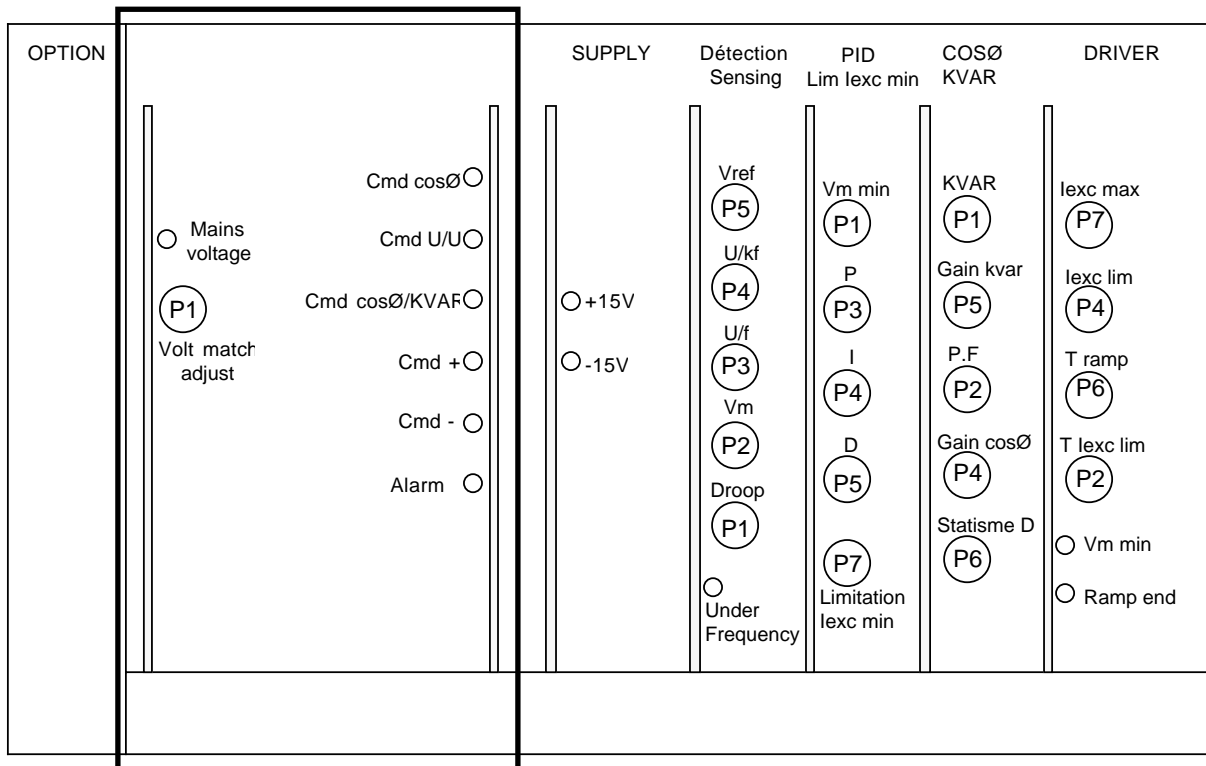 OPTION
SUPPLY
Détection
Sensing
PID
Lim Iexc min
COSØ
KVAR
DRIVER
Mains
voltage
P1
Volt match
adjust
Cmd cosØ
Cmd U/U
Cmd cosØ/KVAR
Cmd +
Cmd -
Alarm
+15V
-15V
Vref
P5
U/kf
P4
U/f
P3
Vm
P2
Droop
P1
Under
Frequency
Vm min
P1
P
P3
I
P4
D
P5
P7
Limitation
Iexc min
KVAR
P1
Gain kvar
P5
P.F
P2
Gain cosØ
P4
Statisme D
P6
Iexc max
P7
Iexc lim
P4
T ramp
P6
T Iexc lim
P2
Vm min
Ramp end